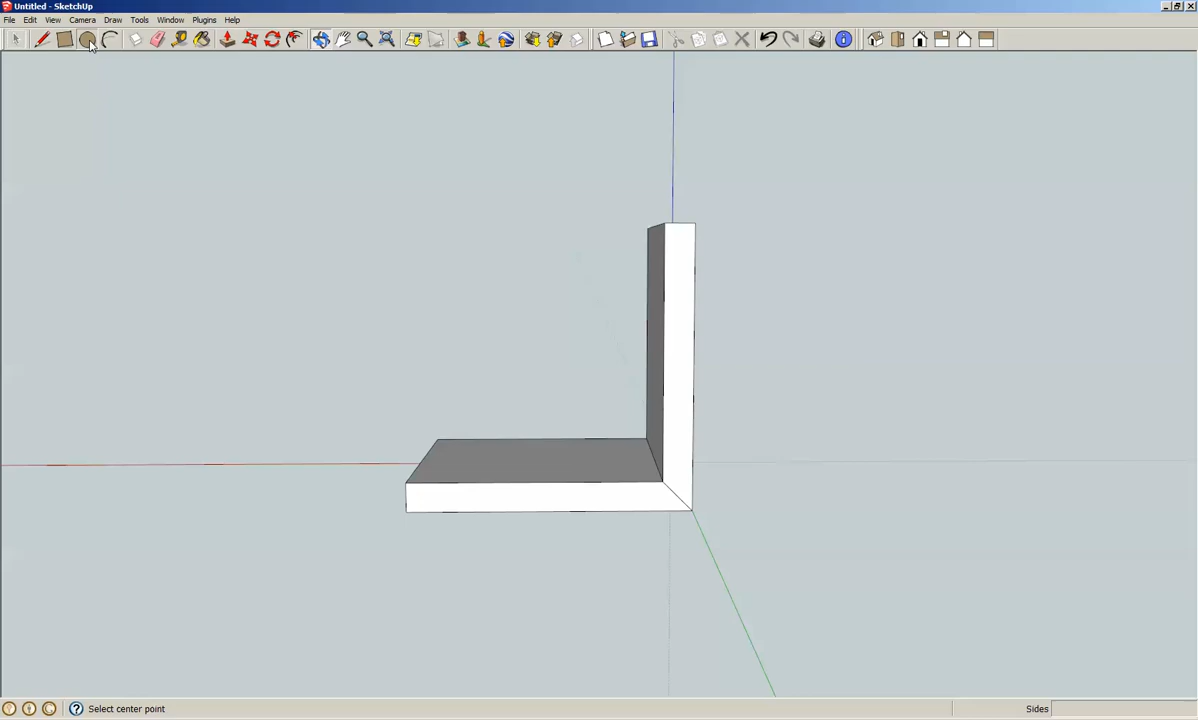 Untitled - SketchUp
File Edit View Camera Draw Tools Window Plugins Help
Select center point
Sides